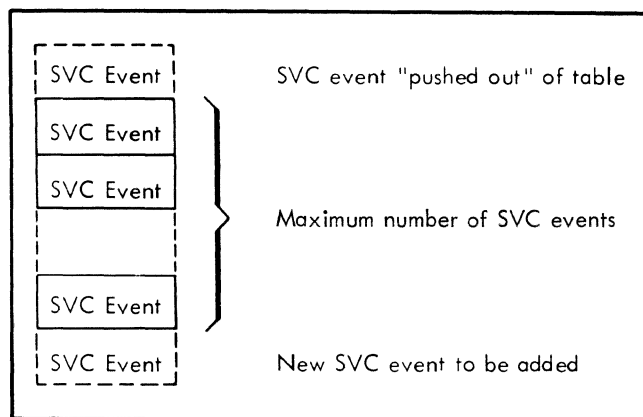 SVC Event SVC event "pushed out" of table
SVC Event
SVC Event
Maximum number of SVC events
SVC Event
SVC Event New SVC event to be added